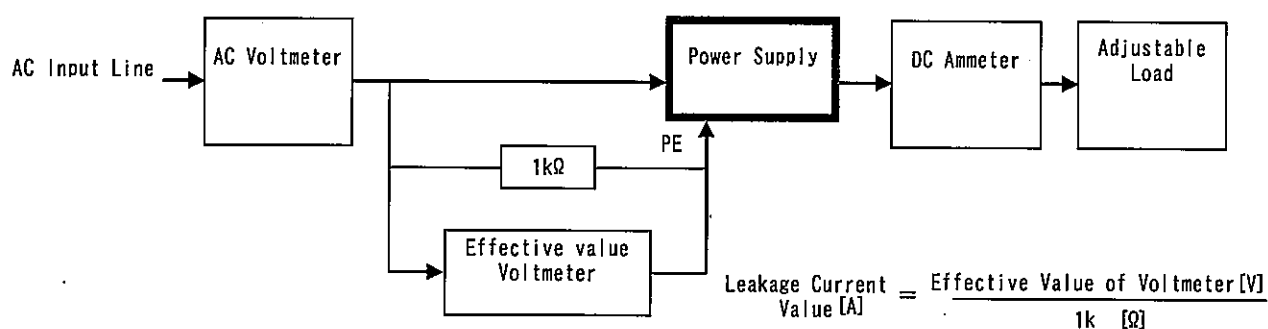 AC Input Line
AC Voltmeter
Power Supply
DC Ammeter
Adjustable
Load
PE
1kΩ
Effective value
Voltmeter
Leakage Current
Value[A]
=
Effective Value of Voltmeter[V]
1k [Ω]